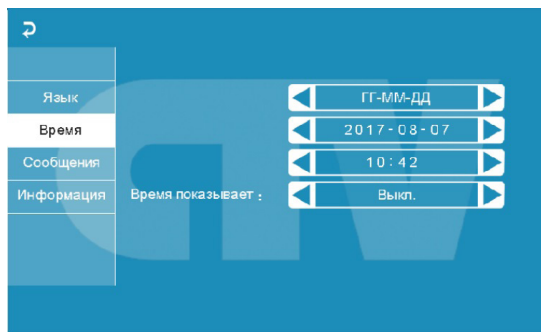 ГГ-ММ-ДД
Язык
Время
2017-08-07
Сообщения
10:42
Информация
Время показывает :
Выкл.